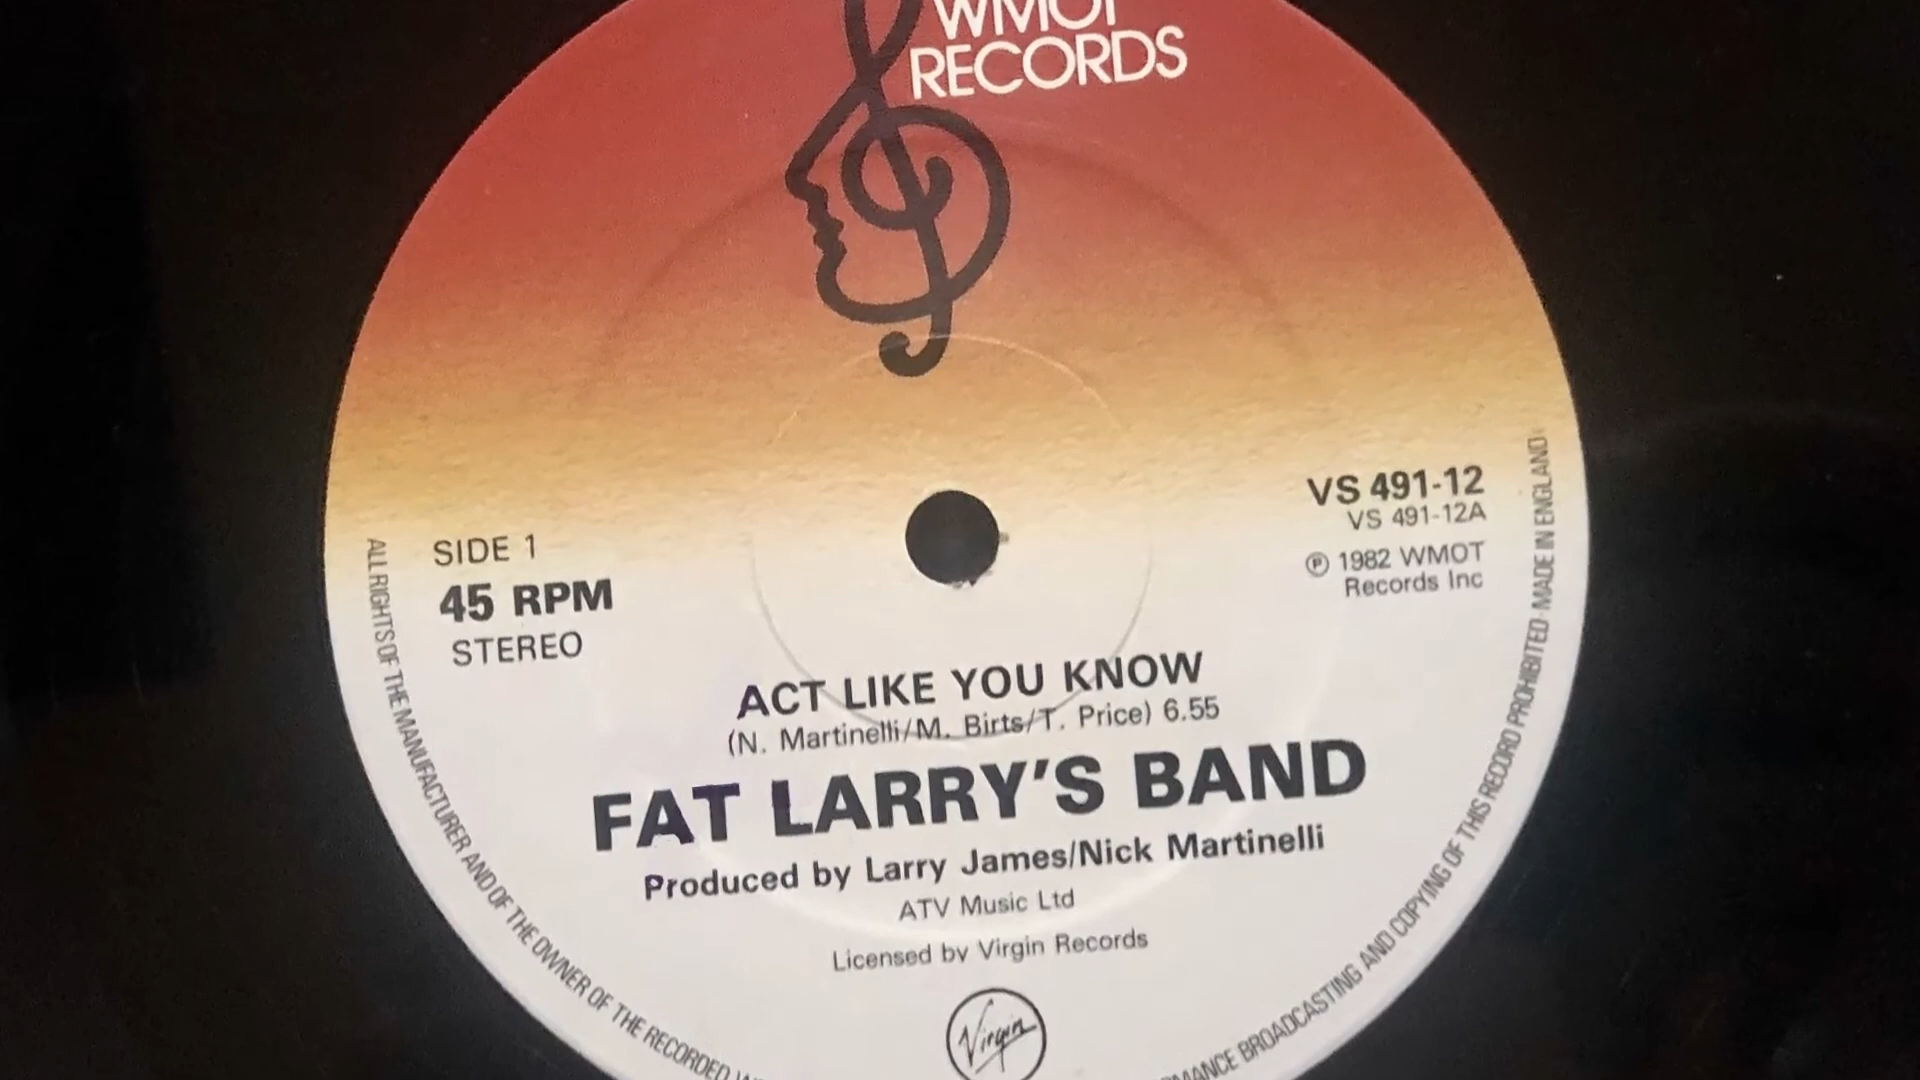 WMOT
RECORDS
SIDE 1
45 RPM
STEREO
VS 491-12
VS 491-12A
Ⓟ 1982 WMOT
Records Inc
ACT LIKE YOU KNOW
(N. Martinelli/M. Birts/T. Price) 6.55
FAT LARRY'S BAND
Produced by Larry James/Nick Martinelli
ATV Music Ltd
Licensed by Virgin Records
Virgin
ALL RIGHTS OF THE MANUFACTURER AND OF THE OWNER OF THE RECORDED
BROADCASTING AND COPYING OF THIS RECORD PROHIBITED · MADE IN ENGLAND